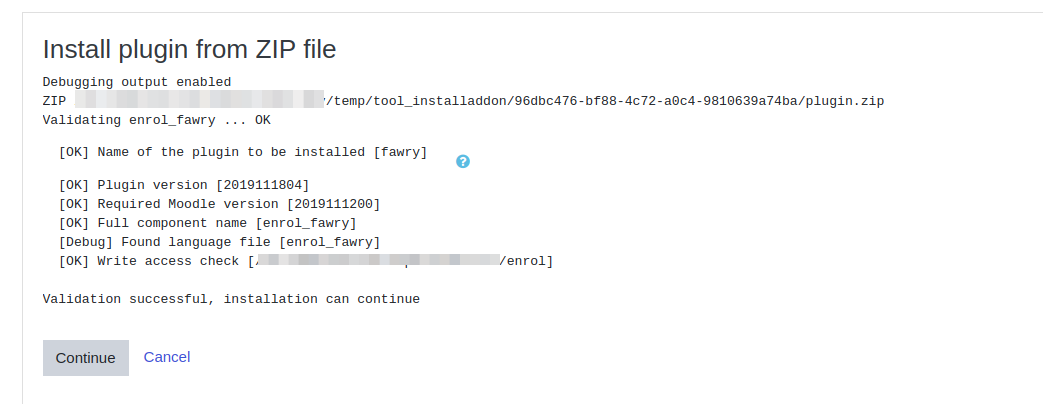 Install plugin from ZIP file
Debugging output enabled
ZIP /temp/tool_installaddon/96dbc476-bf88-4c72-a0c4-9810639a74ba/plugin.zip
Validating enrol_fawry ... OK
[OK] Name of the plugin to be installed [fawry]
?
[OK] Plugin version [2019111804]
[OK] Required Moodle version [2019111200]
[OK] Full component name [enrol_fawry]
[Debug] Found language file [enrol_fawry]
[OK] Write access check [/ /enrol]
Validation successful, installation can continue
Continue Cancel